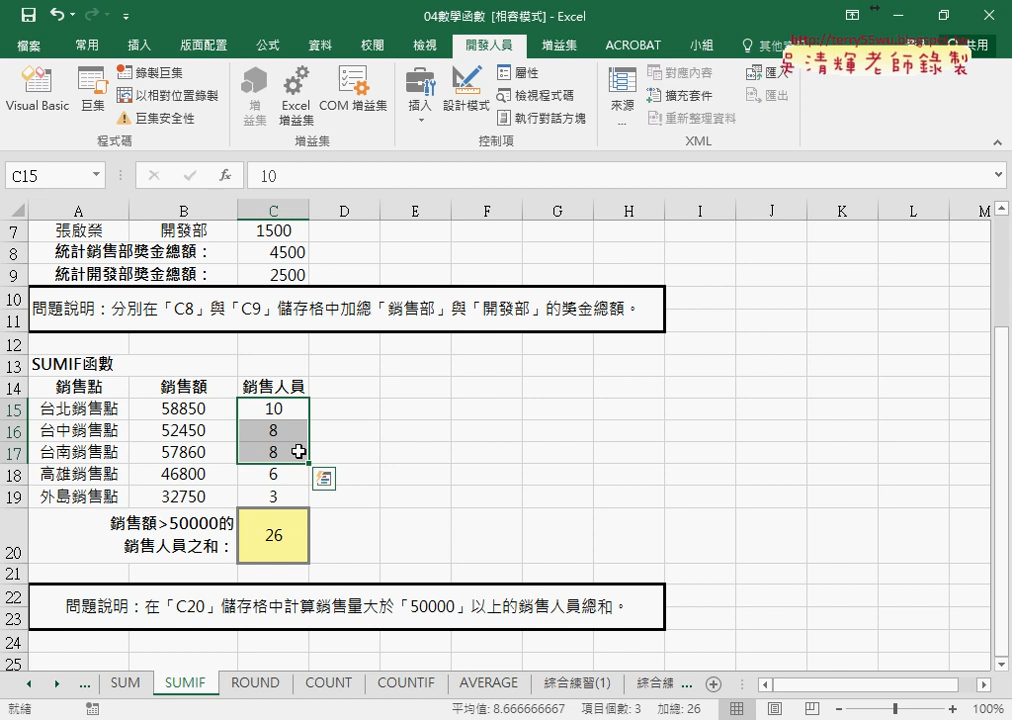 04數學函數 [相容模式] - Excel
檔案 常用 插入 版面配置 公式 資料 校閱 檢視 開發人員 增益集 ACROBAT 小組 其他 共用
http://terry55wu.blogspot.tw
吳清輝老師錄製
Visual Basic 巨集 錄製巨集 以相對位置錄製 巨集安全性
程式碼
增益集 Excel 增益集 COM 增益集
增益集
插入 設計模式 屬性 檢視程式碼 執行對話方塊
控制項
來源... 對應內容 擴充套件 重新整理資料 匯 匯出
XML
C15 fx 10
A B C D E F G H I J K L M
7 張啟榮 開發部 1500
8 統計銷售部獎金總額： 4500
9 統計開發部獎金總額： 2500
10 問題說明：分別在「C8」與「C9」儲存格中加總「銷售部」與「開發部」的獎金總額。
11
12
13 SUMIF函數
14 銷售點 銷售額 銷售人員
15 台北銷售點 58850 10
16 台中銷售點 52450 8
17 台南銷售點 57860 8
18 高雄銷售點 46800 6
19 外島銷售點 32750 3
銷售額>50000的
20 銷售人員之和： 26
21
22 問題說明：在「C20」儲存格中計算銷售量大於「50000」以上的銷售人員總和。
23
24
25
... SUM SUMIF ROUND COUNT COUNTIF AVERAGE 綜合練習(1) 綜合練 ...
就緒 平均值: 8.666666667 項目個數: 3 加總: 26 100%